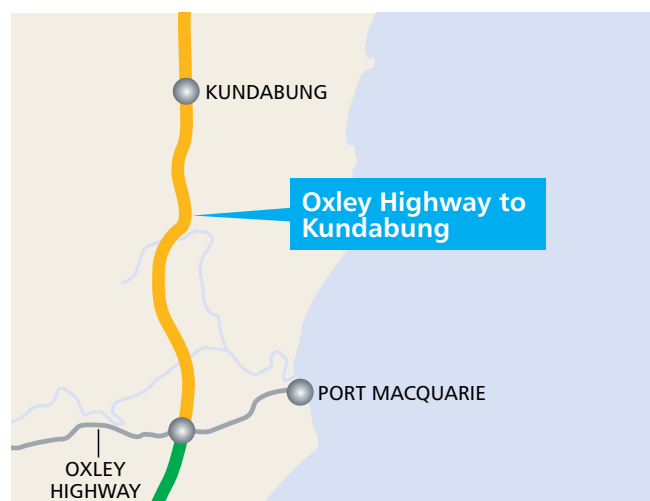 KUNDABUNG
Oxley Highway to
Kundabung
PORT MACQUARIE
OXLEY
HIGHWAY